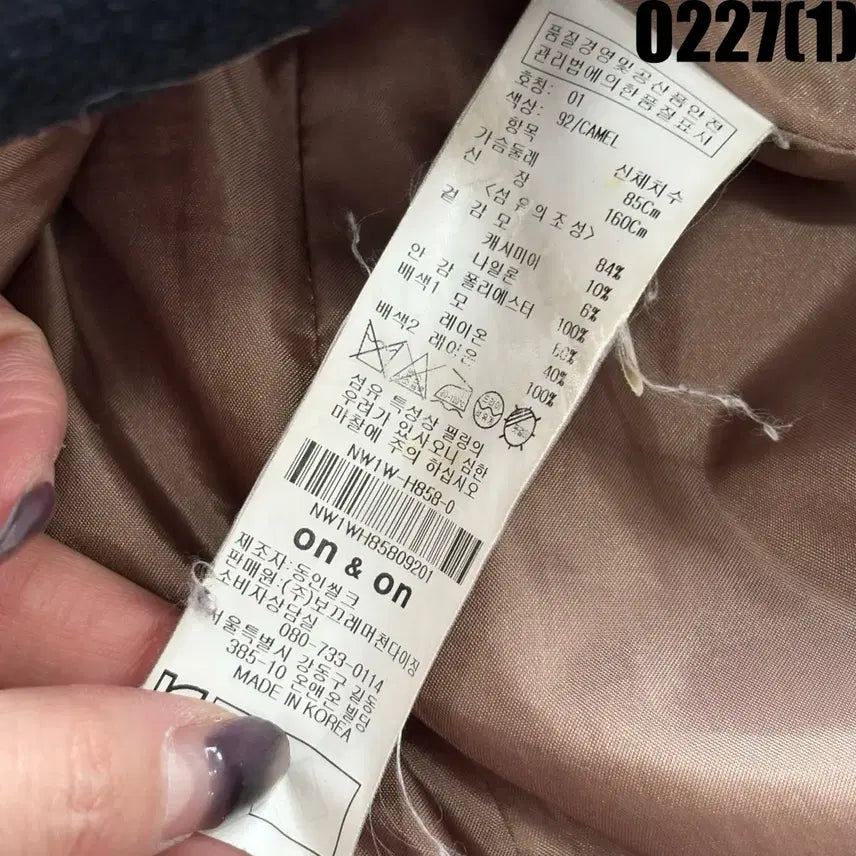 0227(1)
품질경영및공산품안전
관리법에의한품질표시
호칭: 01
색상: 92/CAMEL
항목 신체치수
가슴둘레 85Cm
신 장 160Cm
<섬유의조성>
겉 감 모 84%
캐시미어 10%
나일론 6%
안 감 폴리에스터 100%
배색1 모 60%
레이온 40%
배색2 레이온 100%
섬유 특성상 필링의
우려가 있사오니 심한
마찰에 주의 하십시오
NW1W-H858-0
NW1WH85809201
on & on
제조자:동인씰크
판매원:(주)보끄레머천다이징
소비자상담실
080-733-0114
서울특별시 강동구 길동
385-10 온앤온 빌딩
MADE IN KOREA